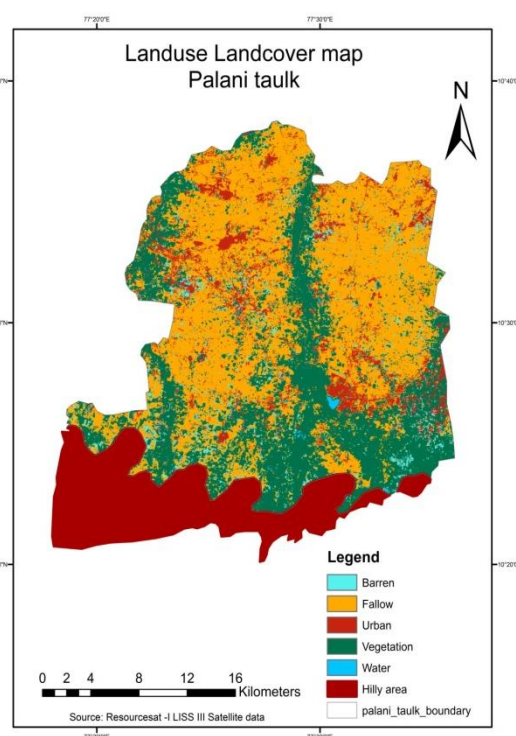 77°20'0"E
77°30'0"E
Landuse Landcover map
Palani taulk
N
10°40'0"
10°30'
10°20'0"
Legend
Barren
Fallow
Urban
Vegetation
Water
Hilly area
palani_taulk_boundary
0 2 4 8 12 16
Kilometers
Source: Resourcesat -I LISS III Satellite data